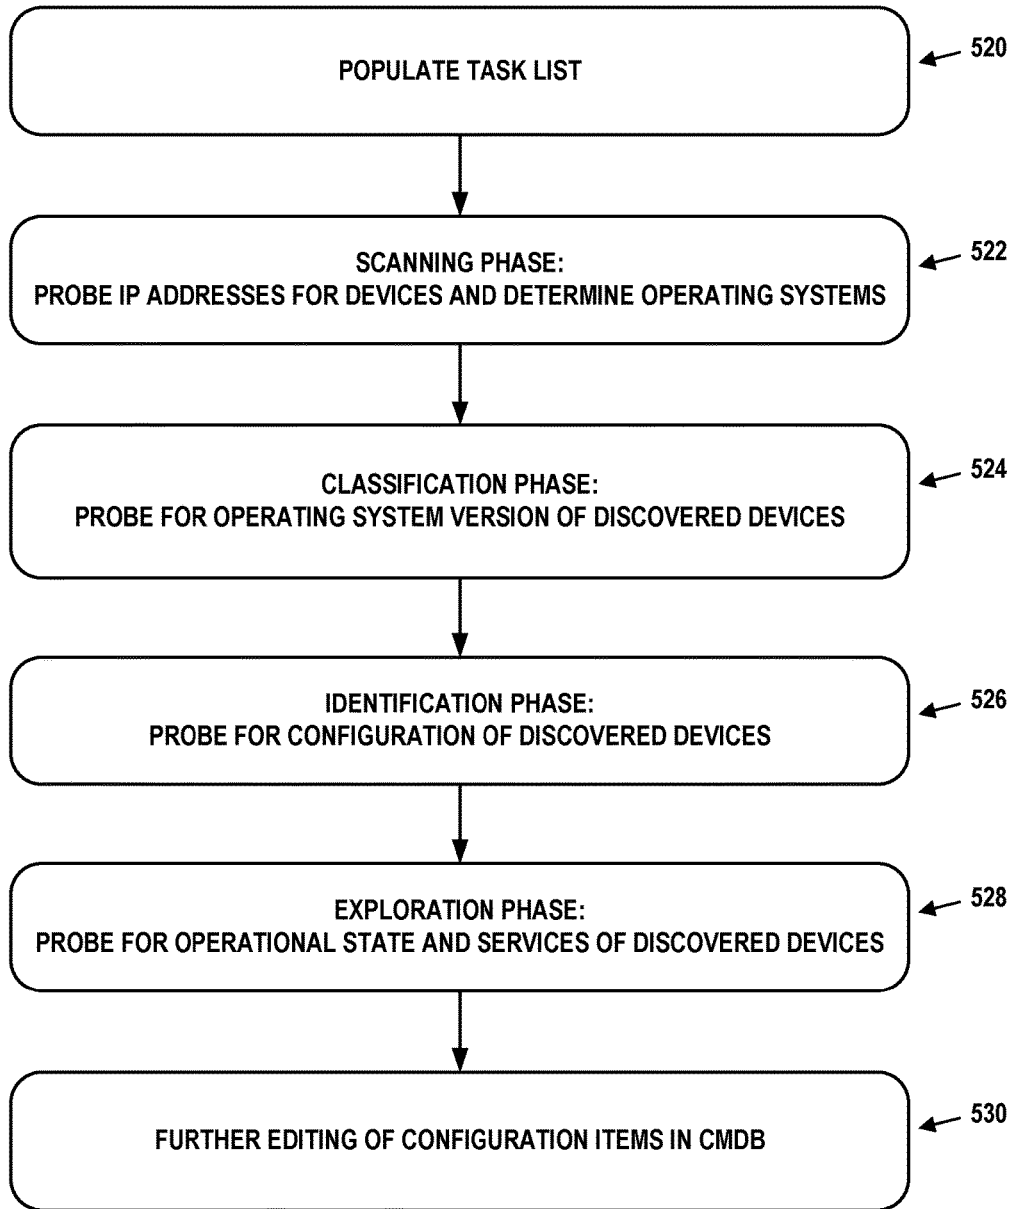 POPULATE TASK LIST
520
SCANNING PHASE:
PROBE IP ADDRESSES FOR DEVICES AND DETERMINE OPERATING SYSTEMS
522
CLASSIFICATION PHASE:
PROBE FOR OPERATING SYSTEM VERSION OF DISCOVERED DEVICES
524
IDENTIFICATION PHASE:
PROBE FOR CONFIGURATION OF DISCOVERED DEVICES
526
EXPLORATION PHASE:
PROBE FOR OPERATIONAL STATE AND SERVICES OF DISCOVERED DEVICES
528
FURTHER EDITING OF CONFIGURATION ITEMS IN CMDB
530